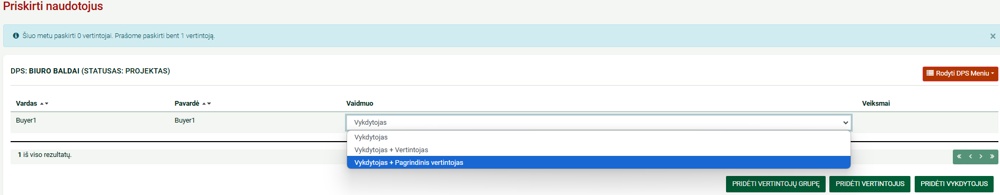 Priskirti naudotojus
Šiuo metu paskirti 0 vertintojai. Prašome paskirti bent 1 vertintoją.
×
DPS: BIURO BALDAI (STATUSAS: PROJEKTAS)
Rodyti DPS Meniu
Vardas Pavardė Vaidmuo Veiksmai
Buyer1 Buyer1 Vykdytojas
Vykdytojas
Vykdytojas + Vertintojas
Vykdytojas + Pagrindinis vertintojas
1 iš viso rezultatų.
« ‹ › »
PRIDĖTI VERTINTOJŲ GRUPĘ PRIDĖTI VERTINTOJUS PRIDĖTI VYKDYTOJUS